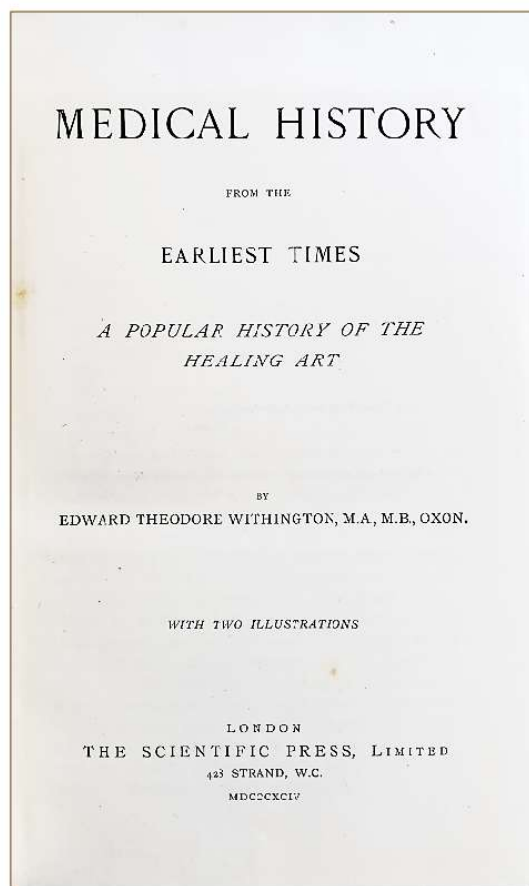 MEDICAL HISTORY
FROM THE
EARLIEST TIMES
A POPULAR HISTORY OF THE
HEALING ART
BY
EDWARD THEODORE WITHINGTON, M.A., M.B., OXON.
WITH TWO ILLUSTRATIONS
LONDON
THE SCIENTIFIC PRESS, LIMITED
428 STRAND, W.C.
MDCCCXCIV